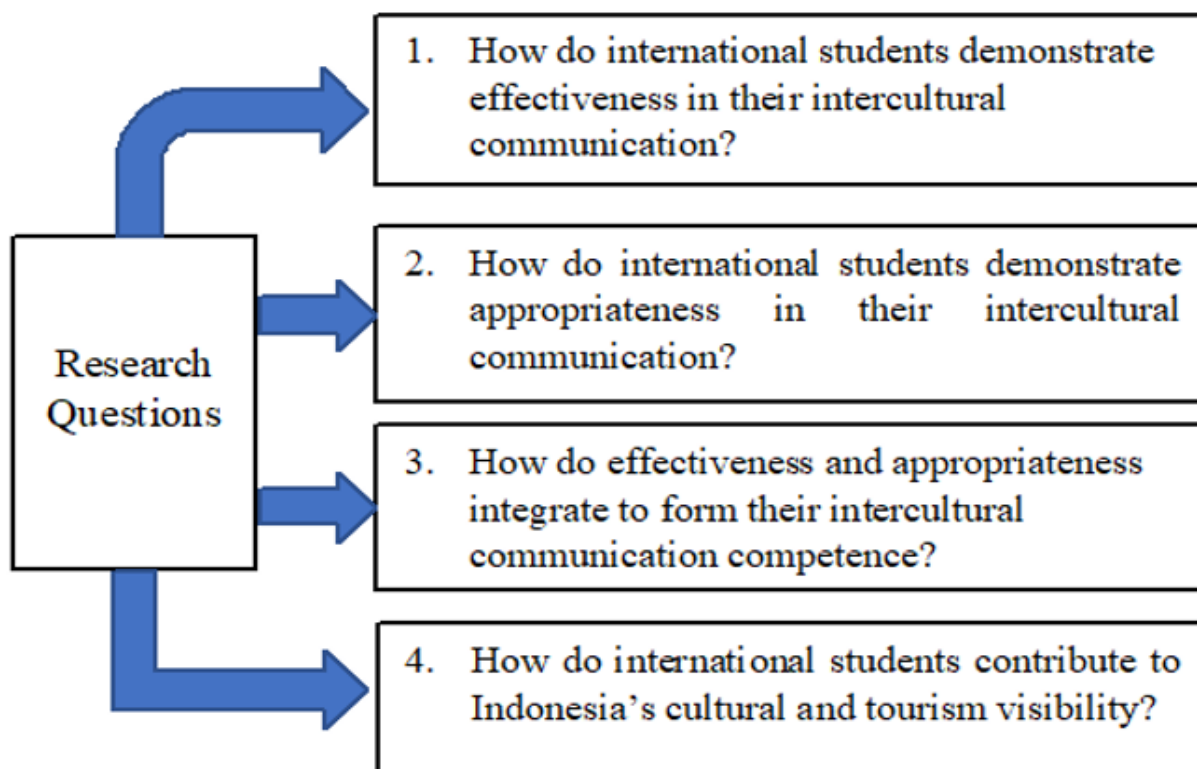 1. How do international students demonstrate
effectiveness in their intercultural
communication?
2. How do international students demonstrate
appropriateness in their intercultural
communication?
Research
Questions
3. How do effectiveness and appropriateness
integrate to form their intercultural
communication competence?
4. How do international students contribute to
Indonesia’s cultural and tourism visibility?